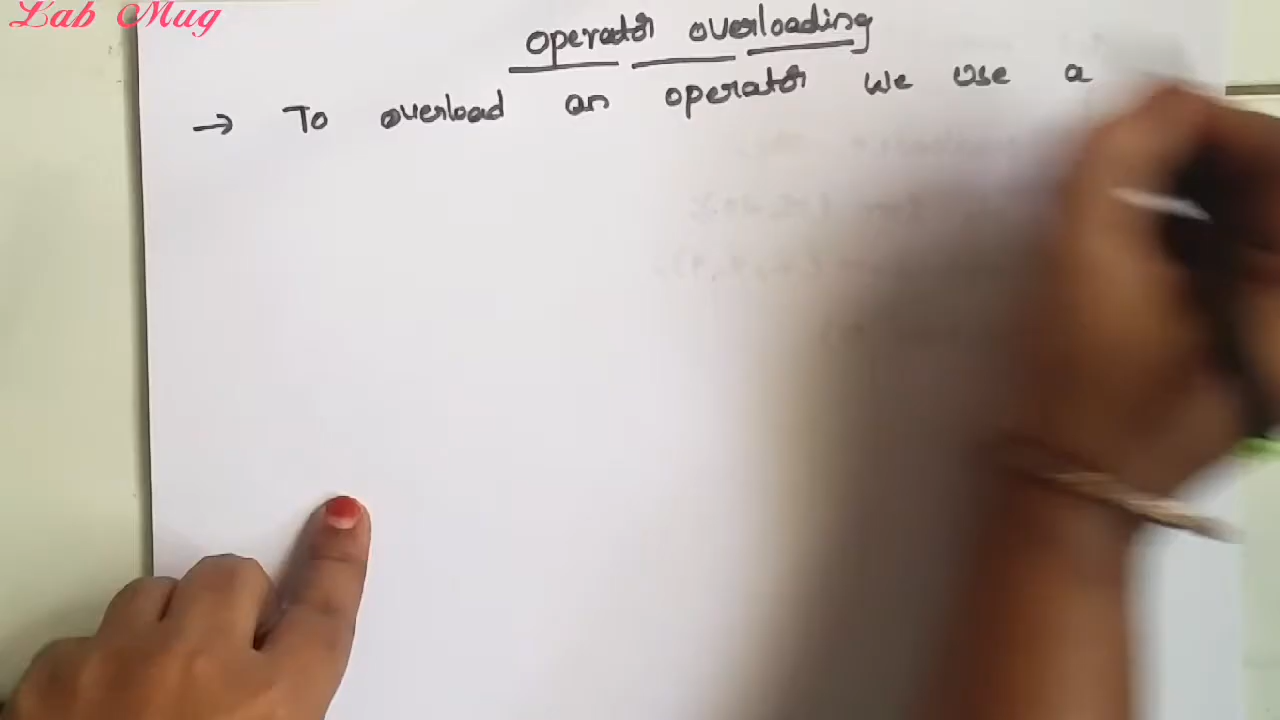 Lab Mug
operator overloading
→ To overload an operator we use a